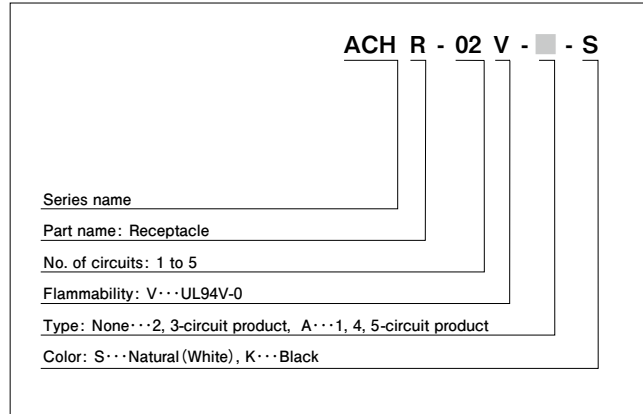 ACH R - 02 V - - S
Series name
Part name: Receptacle
No. of circuits: 1 to 5
Flammability: V···UL94V-0
Type: None···2, 3-circuit product, A···1, 4, 5-circuit product
Color: S···Natural (White), K···Black